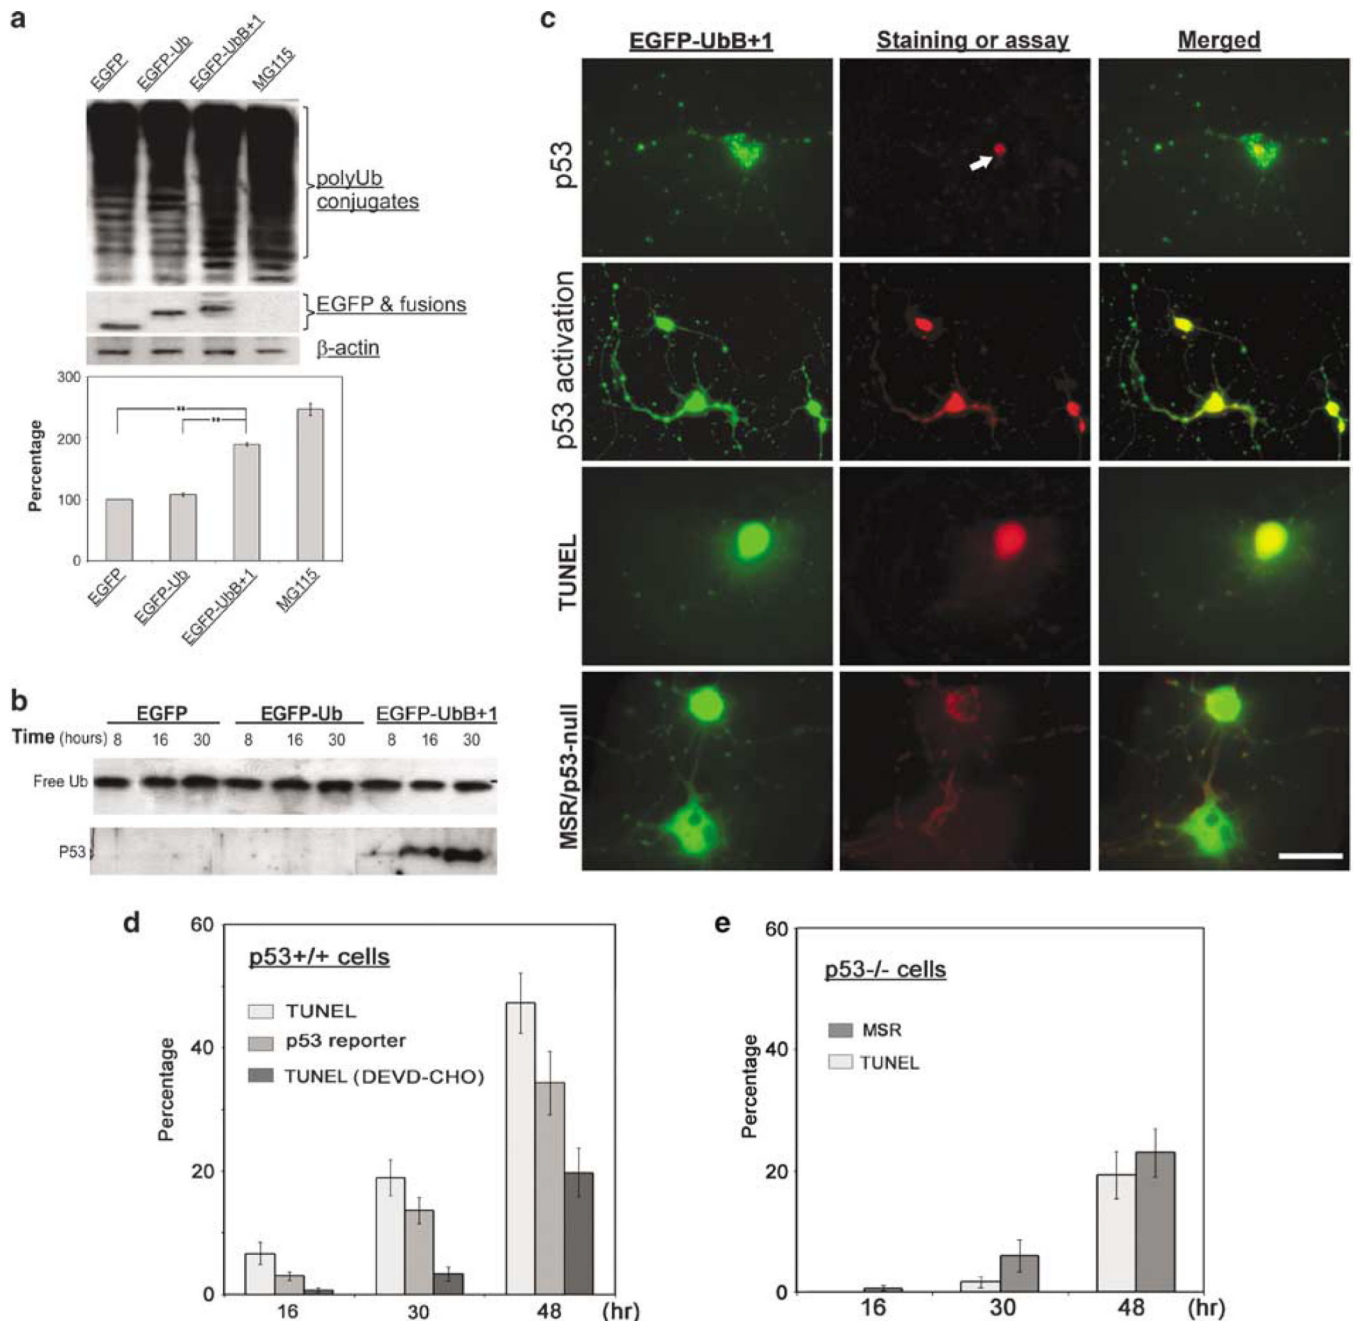 a
EGFP
EGFP-Ub
EGFP-UbB+1
MG115
polyUb
conjugates
EGFP & fusions
β-actin
300
200
100
0
Percentage
**
**
EGFP
EGFP-Ub
EGFP-UbB+1
MG115
b
EGFP EGFP-Ub EGFP-UbB+1
Time (hours) 8 16 30 8 16 30 8 16 30
Free Ub
P53
c
EGFP-UbB+1 Staining or assay Merged
p53
p53 activation
TUNEL
MSR/p53-null
d
p53+/+ cells
TUNEL
p53 reporter
TUNEL (DEVD-CHO)
Percentage
60
40
20
0
16 30 48 (hr)
e
p53-/- cells
MSR
TUNEL
Percentage
60
40
20
0
16 30 48 (hr)